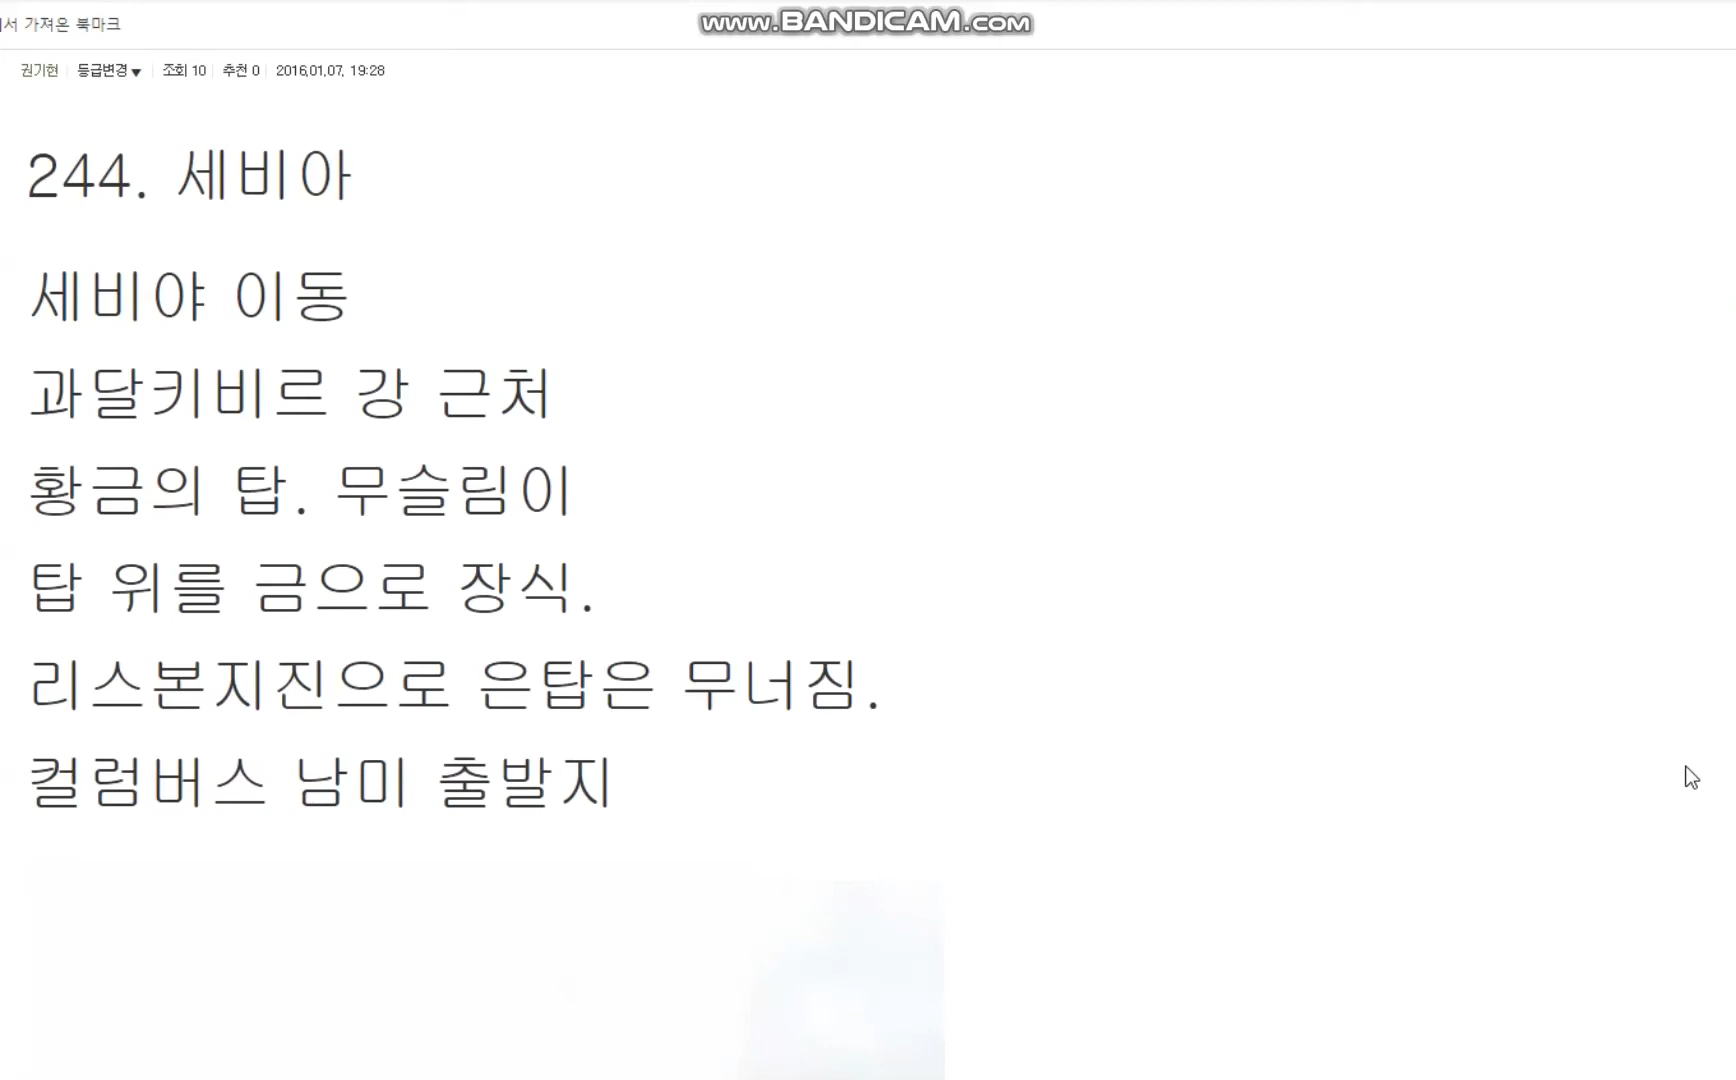 서 가져온 북마크
www.BANDICAM.com
권기현 등급변경▼ 조회 10 추천 0 2016.01.07. 19:28
244. 세비아
세비야 이동
과달키비르 강 근처
황금의 탑. 무슬림이
탑 위를 금으로 장식.
리스본지진으로 은탑은 무너짐.
컬럼버스 남미 출발지